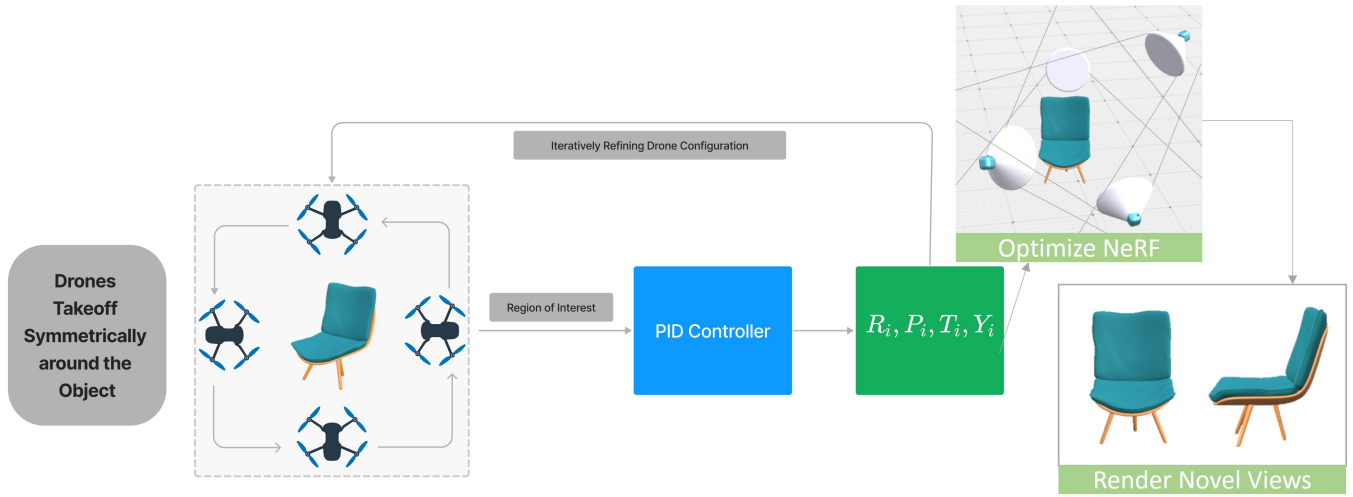 Drones
Takeoff
Symmetrically
around the
Object
Iteratively Refining Drone Configuration
Region of Interest
PID Controller
R_i, P_i, T_i, Y_i
Optimize NeRF
Render Novel Views